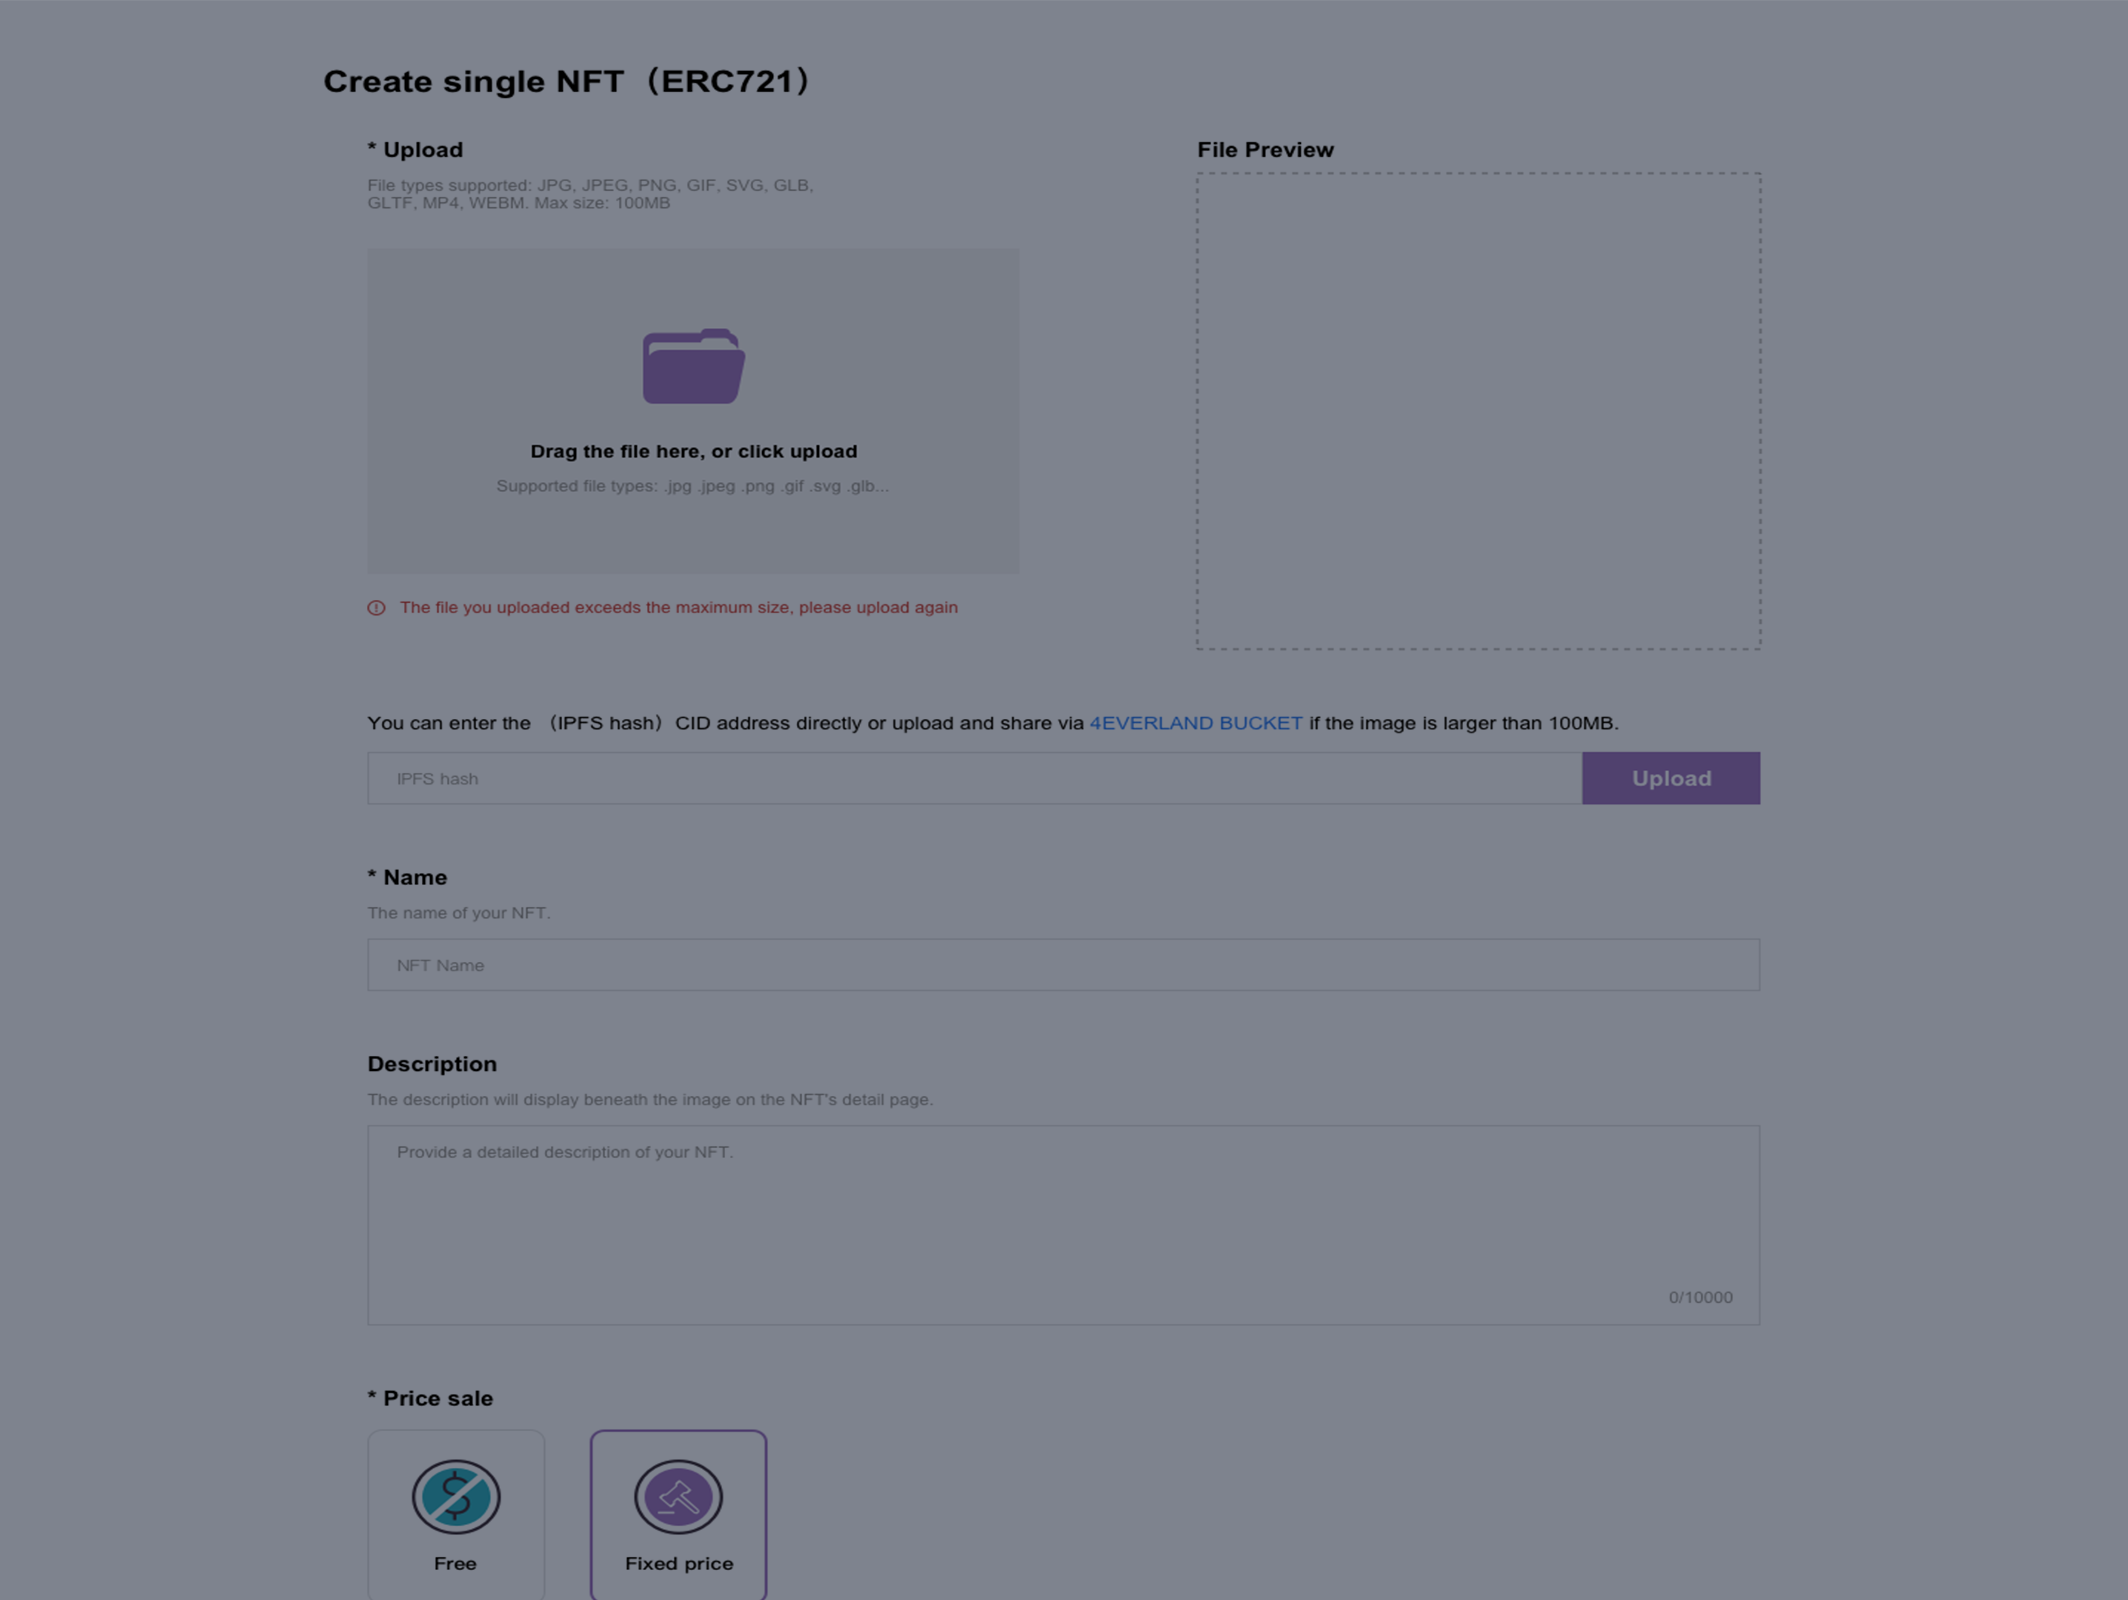 Create single NFT（ERC721）
* Upload
File types supported: JPG, JPEG, PNG, GIF, SVG, GLB,
GLTF, MP4, WEBM. Max size: 100MB
File Preview
Drag the file here, or click upload
Supported file types: .jpg .jpeg .png .gif .svg .glb...
The file you uploaded exceeds the maximum size, please upload again
You can enter the （IPFS hash）CID address directly or upload and share via 4EVERLAND BUCKET if the image is larger than 100MB.
IPFS hash
Upload
* Name
The name of your NFT.
NFT Name
Description
The description will display beneath the image on the NFT's detail page.
Provide a detailed description of your NFT.
0/10000
* Price sale
Free
Fixed price